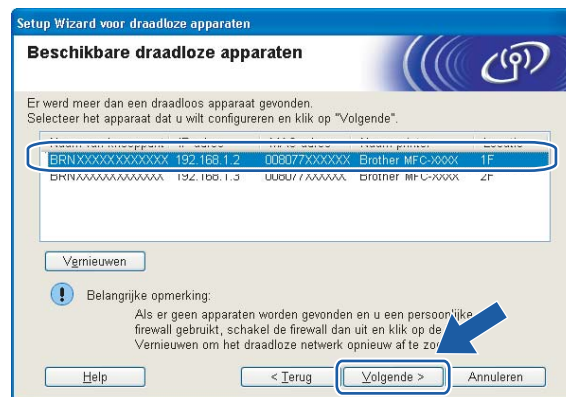 Setup Wizard voor draadloze apparaten
Beschikbare draadloze apparaten
Er werd meer dan een draadloos apparaat gevonden.
Selecteer het apparaat dat u wilt configureren en klik op "Volgende".
BRNXXXXXXXXXXXX 192.168.1.2 008077XXXXXX Brother MFC-XXXX 1F
BRNXXXXXXXXXXXX 192.168.1.3 008077XXXXXX Brother MFC-XXXX 2F
Vernieuwen
Belangrijke opmerking:
Als er geen apparaten worden gevonden en u een persoonlijke
firewall gebruikt, schakel de firewall dan uit en klik op de
Vernieuwen om het draadloze netwerk opnieuw af te
Help < Terug Volgende > Annuleren